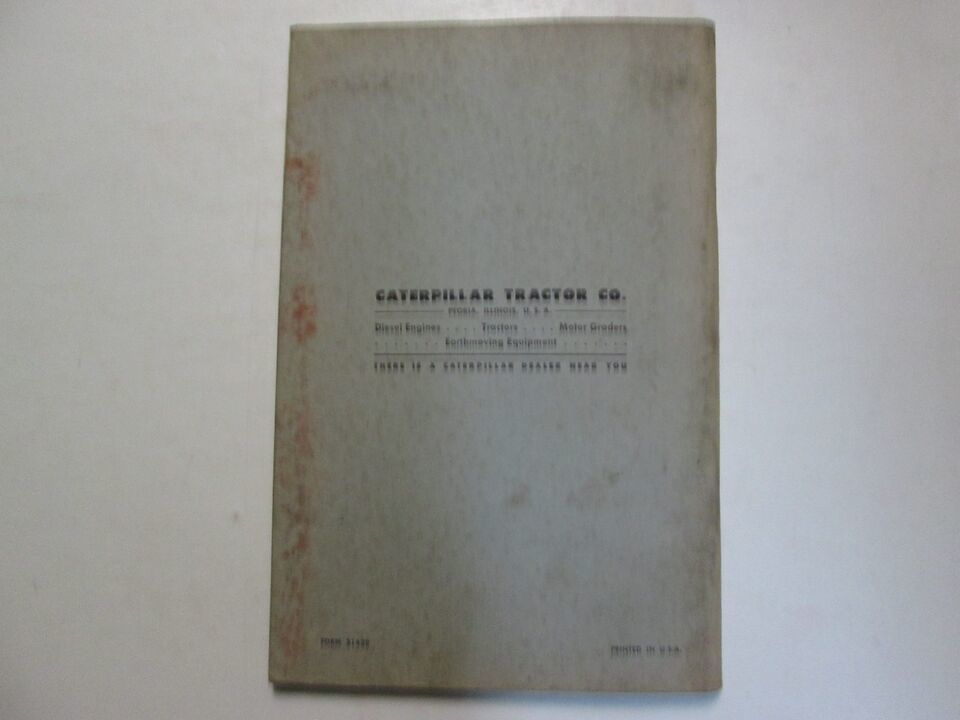 CATERPILLAR TRACTOR CO.
PEORIA, ILLINOIS, U. S. A.
Diesel Engines . . . . Tractors . . . . Motor Graders
. . . . . . Earthmoving Equipment . . . . . .
THERE IS A CATERPILLAR DEALER NEAR YOU
FORM
PRINTED IN U.S.A.